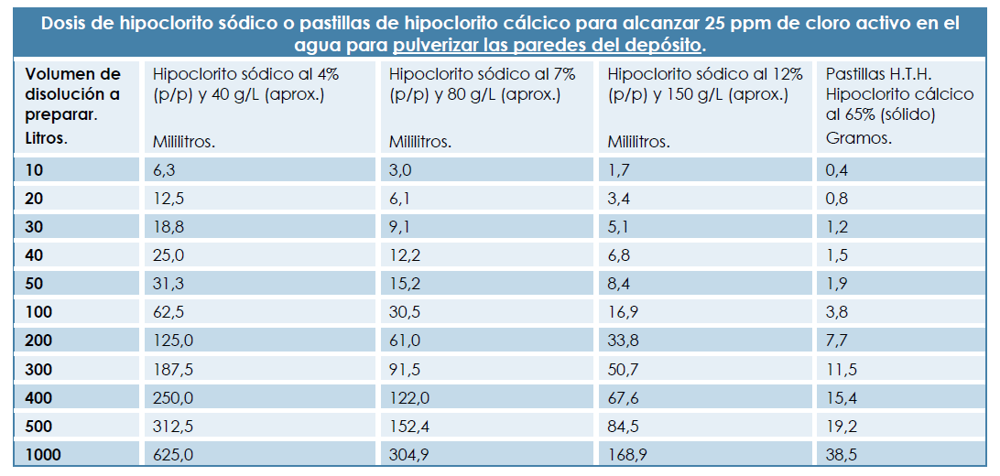 Dosis de hipoclorito sódico o pastillas de hipoclorito cálcico para alcanzar 25 ppm de cloro activo en el
agua para pulverizar las paredes del depósito.
Volumen de disolución a preparar. Litros. Hipoclorito sódico al 4% (p/p) y 40 g/L (aprox.) Mililitros. Hipoclorito sódico al 7% (p/p) y 80 g/L (aprox.) Mililitros. Hipoclorito sódico al 12% (p/p) y 150 g/L (aprox.) Mililitros. Pastillas H.T.H. Hipoclorito cálcico al 65% (sólido) Gramos.
10 6,3 3,0 1,7 0,4
20 12,5 6,1 3,4 0,8
30 18,8 9,1 5,1 1,2
40 25,0 12,2 6,8 1,5
50 31,3 15,2 8,4 1,9
100 62,5 30,5 16,9 3,8
200 125,0 61,0 33,8 7,7
300 187,5 91,5 50,7 11,5
400 250,0 122,0 67,6 15,4
500 312,5 152,4 84,5 19,2
1000 625,0 304,9 168,9 38,5